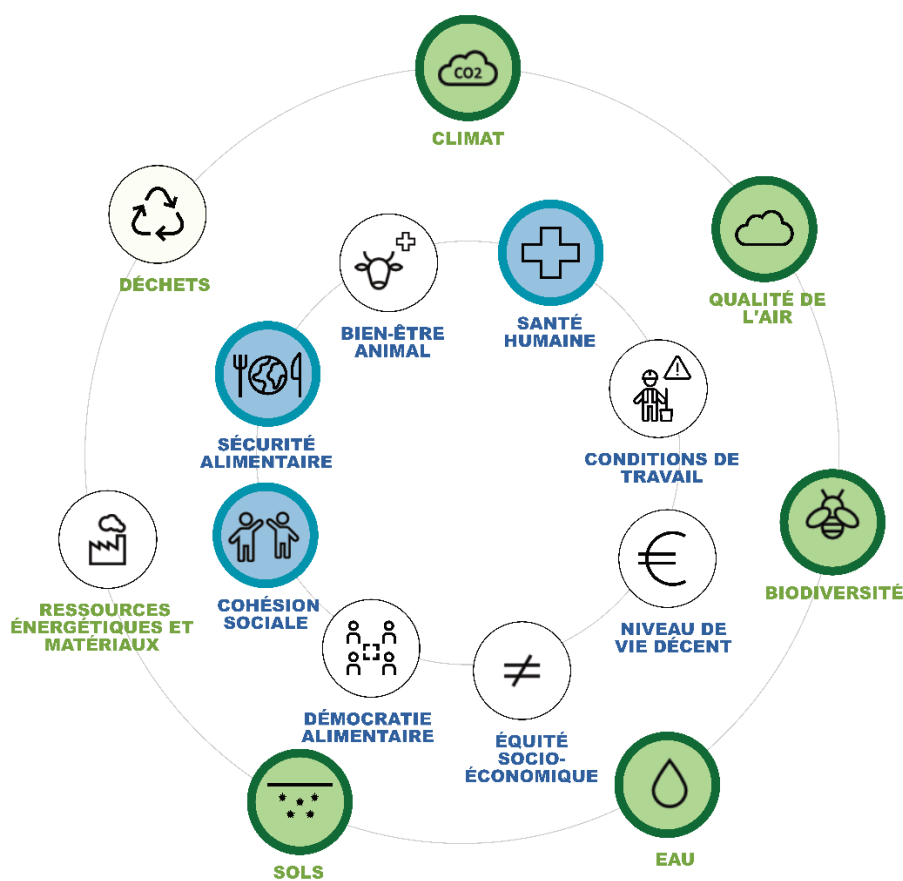 CO2
CLIMAT
DÉCHETS
QUALITÉ DE
L'AIR
BIEN-ÊTRE
ANIMAL
SANTÉ
HUMAINE
SÉCURITÉ
ALIMENTAIRE
CONDITIONS DE
TRAVAIL
BIODIVERSITÉ
RESSOURCES
ÉNERGÉTIQUES ET
MATÉRIAUX
COHÉSION
SOCIALE
NIVEAU DE
VIE DÉCENT
DÉMOCRATIE
ALIMENTAIRE
ÉQUITÉ
SOCIO-
ÉCONOMIQUE
SOLS
EAU